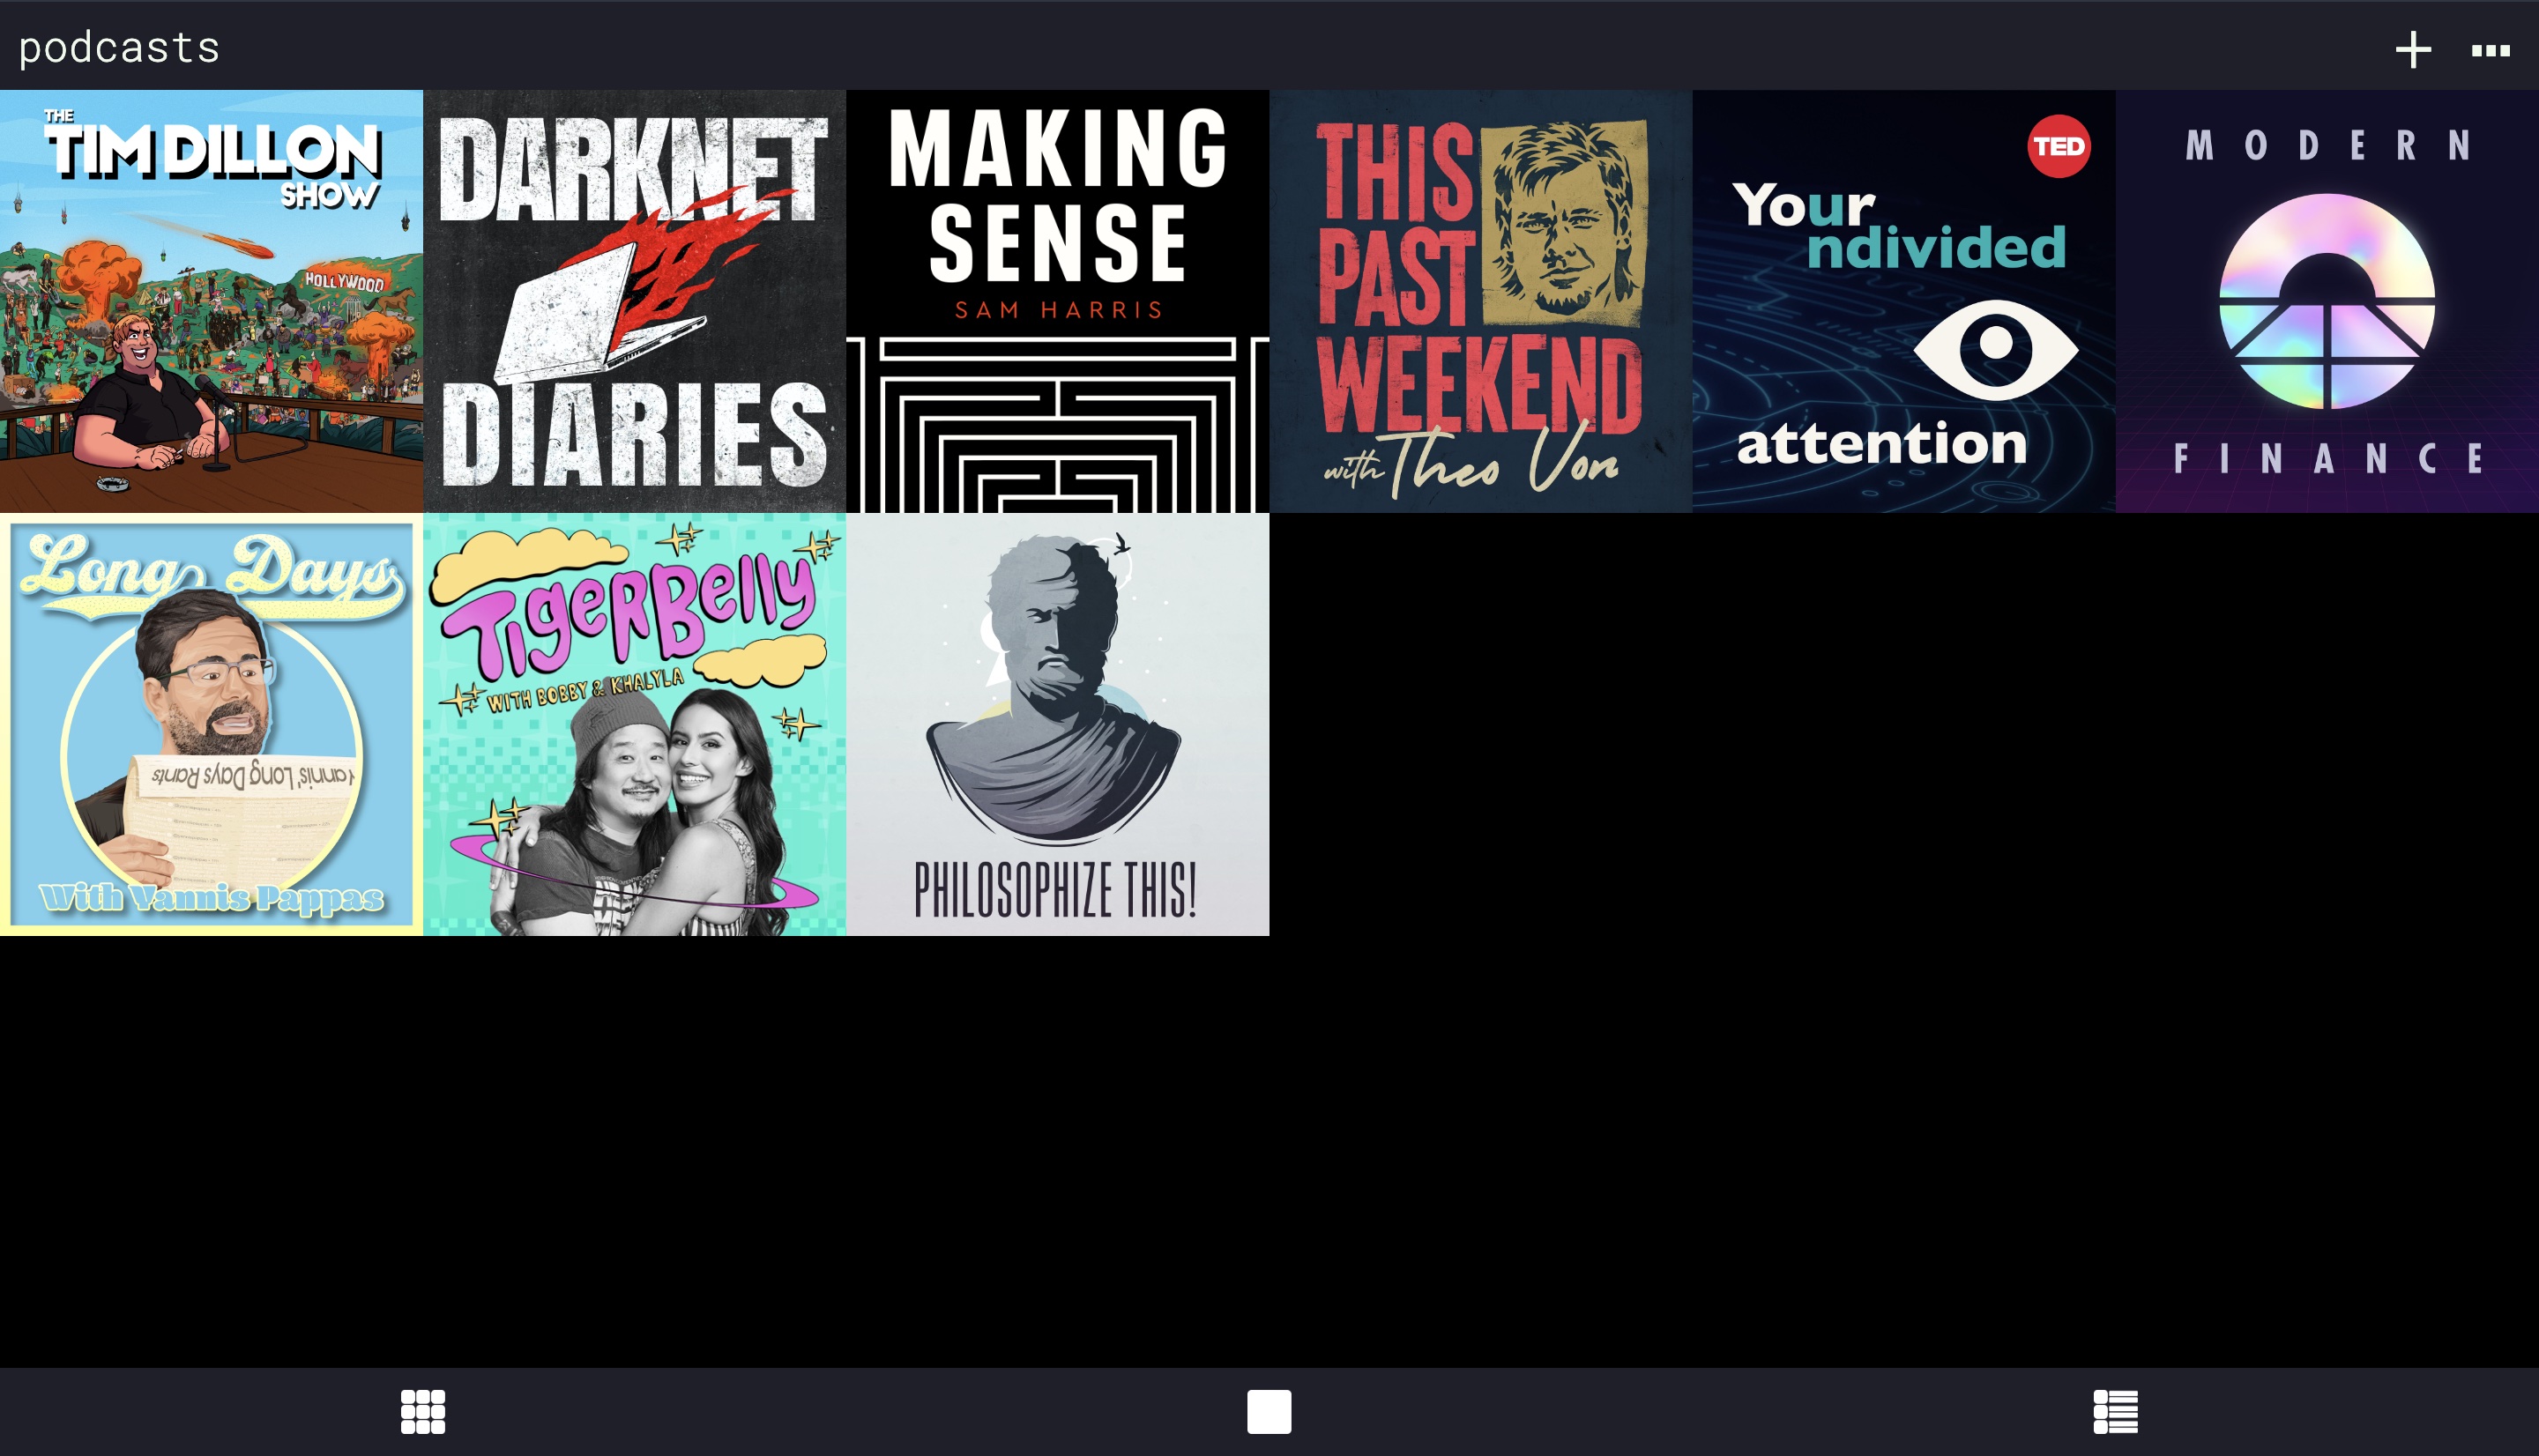 podcasts
THE
TIM DILLON
SHOW
HOLLYWOOD
DARKNET
DIARIES
MAKING
SENSE
SAM HARRIS
THIS
PAST
WEEKEND
with Theo Von
TED
Your
ndivided
attention
MODERN
FINANCE
Long Days
Yannis' Long Days Rants
With Yannis Pappas
TigerBelly
WITH BOBBY & KHALYLA
PHILOSOPHIZE THIS!